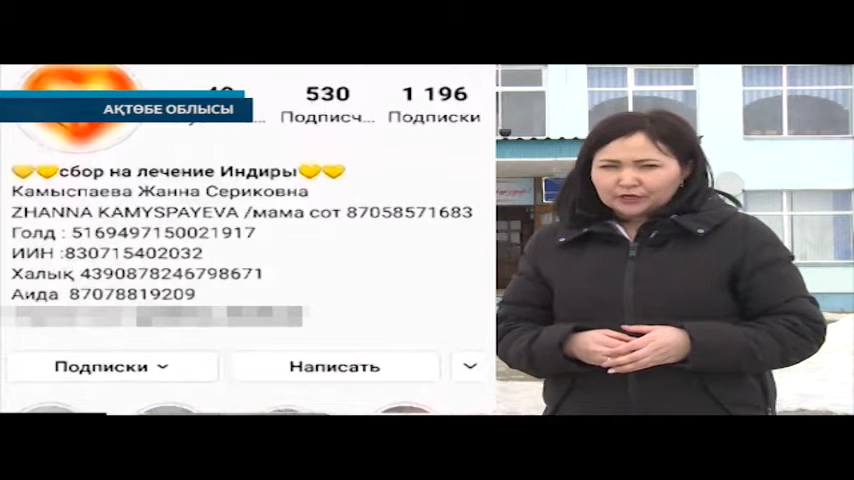 АҚТӨБЕ ОБЛЫСЫ
530
1 196
Подписч...
Подписки
💛💛сбор на лечение Индиры💛💛
Камыспаева Жанна Сериковна
ZHANNA KAMYSPAYEVA /мама сот 87058571683
Голд : 5169497150021917
ИИН :830715402032
Халық 4390878246798671
Аида 87078819209
Подписки
Написать